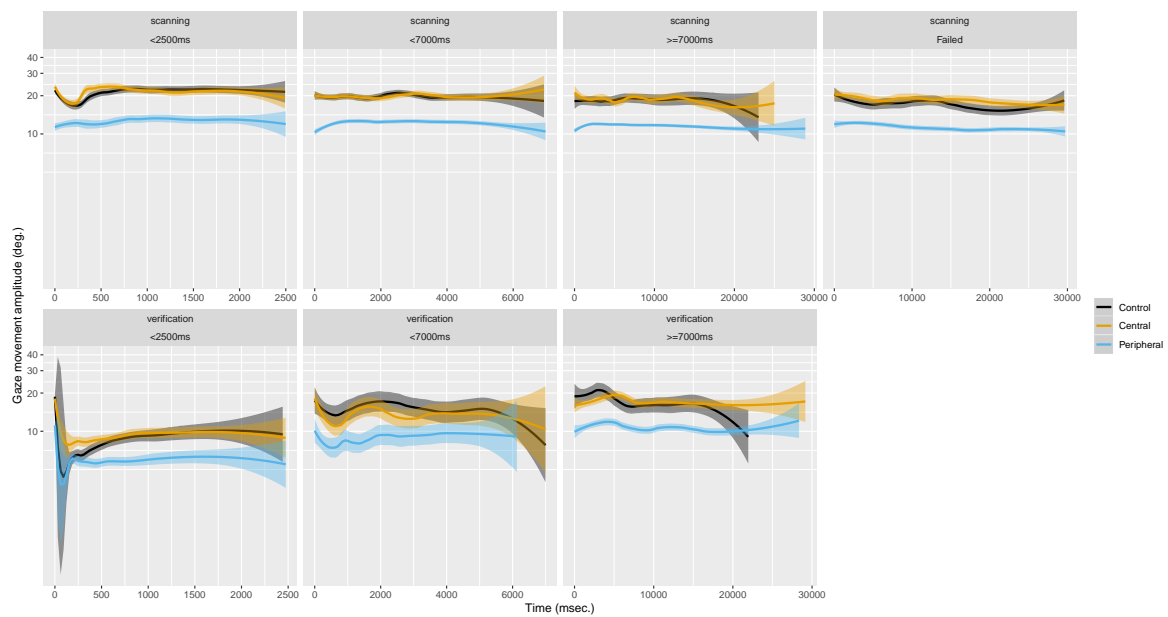 scanning
<2500ms
scanning
<7000ms
scanning
>=7000ms
scanning
Failed
40
30
20
10
0 500 1000 1500 2000 2500
0 2000 4000 6000
0 10000 20000 30000
0 10000 20000 30000
verification
<2500ms
verification
<7000ms
verification
>=7000ms
40
30
20
10
0 500 1000 1500 2000 2500
0 2000 4000 6000
0 10000 20000 30000
Time (msec.)
Gaze movement amplitude (deg.)
Control
Central
Peripheral